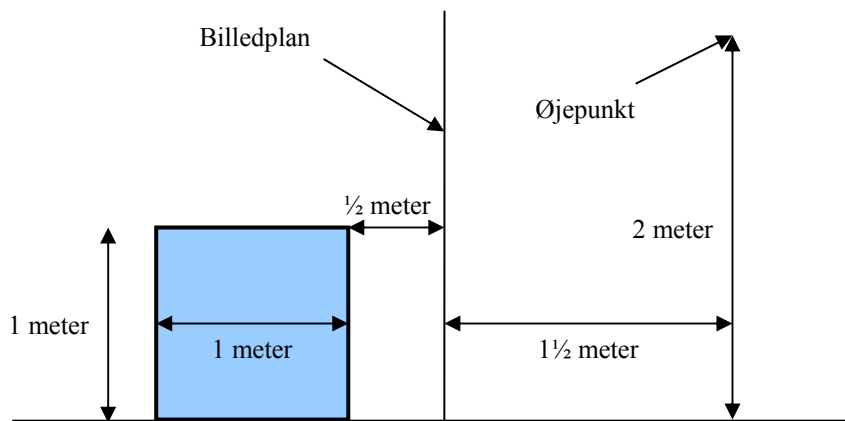 Billedplan
Øjepunkt
½ meter
2 meter
1 meter
1 meter
1½ meter